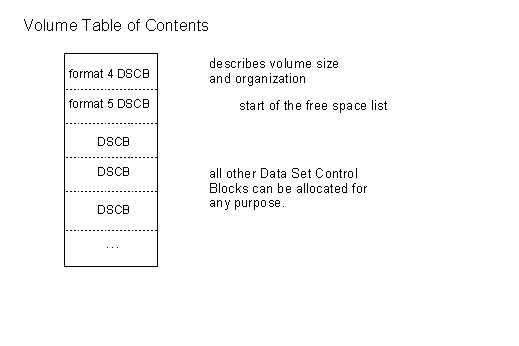 Volume Table of Contents
format 4 DSCB
describes volume size
and organization
format 5 DSCB
start of the free space list
DSCB
DSCB
all other Data Set Control
Blocks can be allocated for
any purpose.
DSCB
...